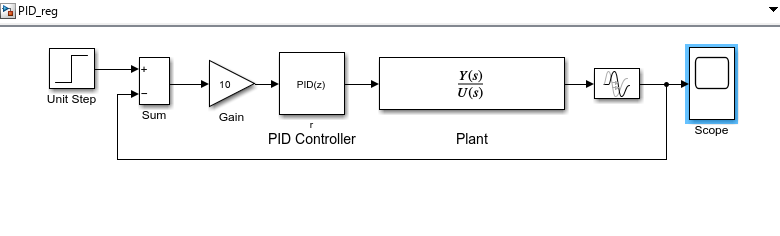 PID_reg
Unit Step
+
−
Sum
10
Gain
PID(z)
r
PID Controller
Y(s)
U(s)
Plant
Scope